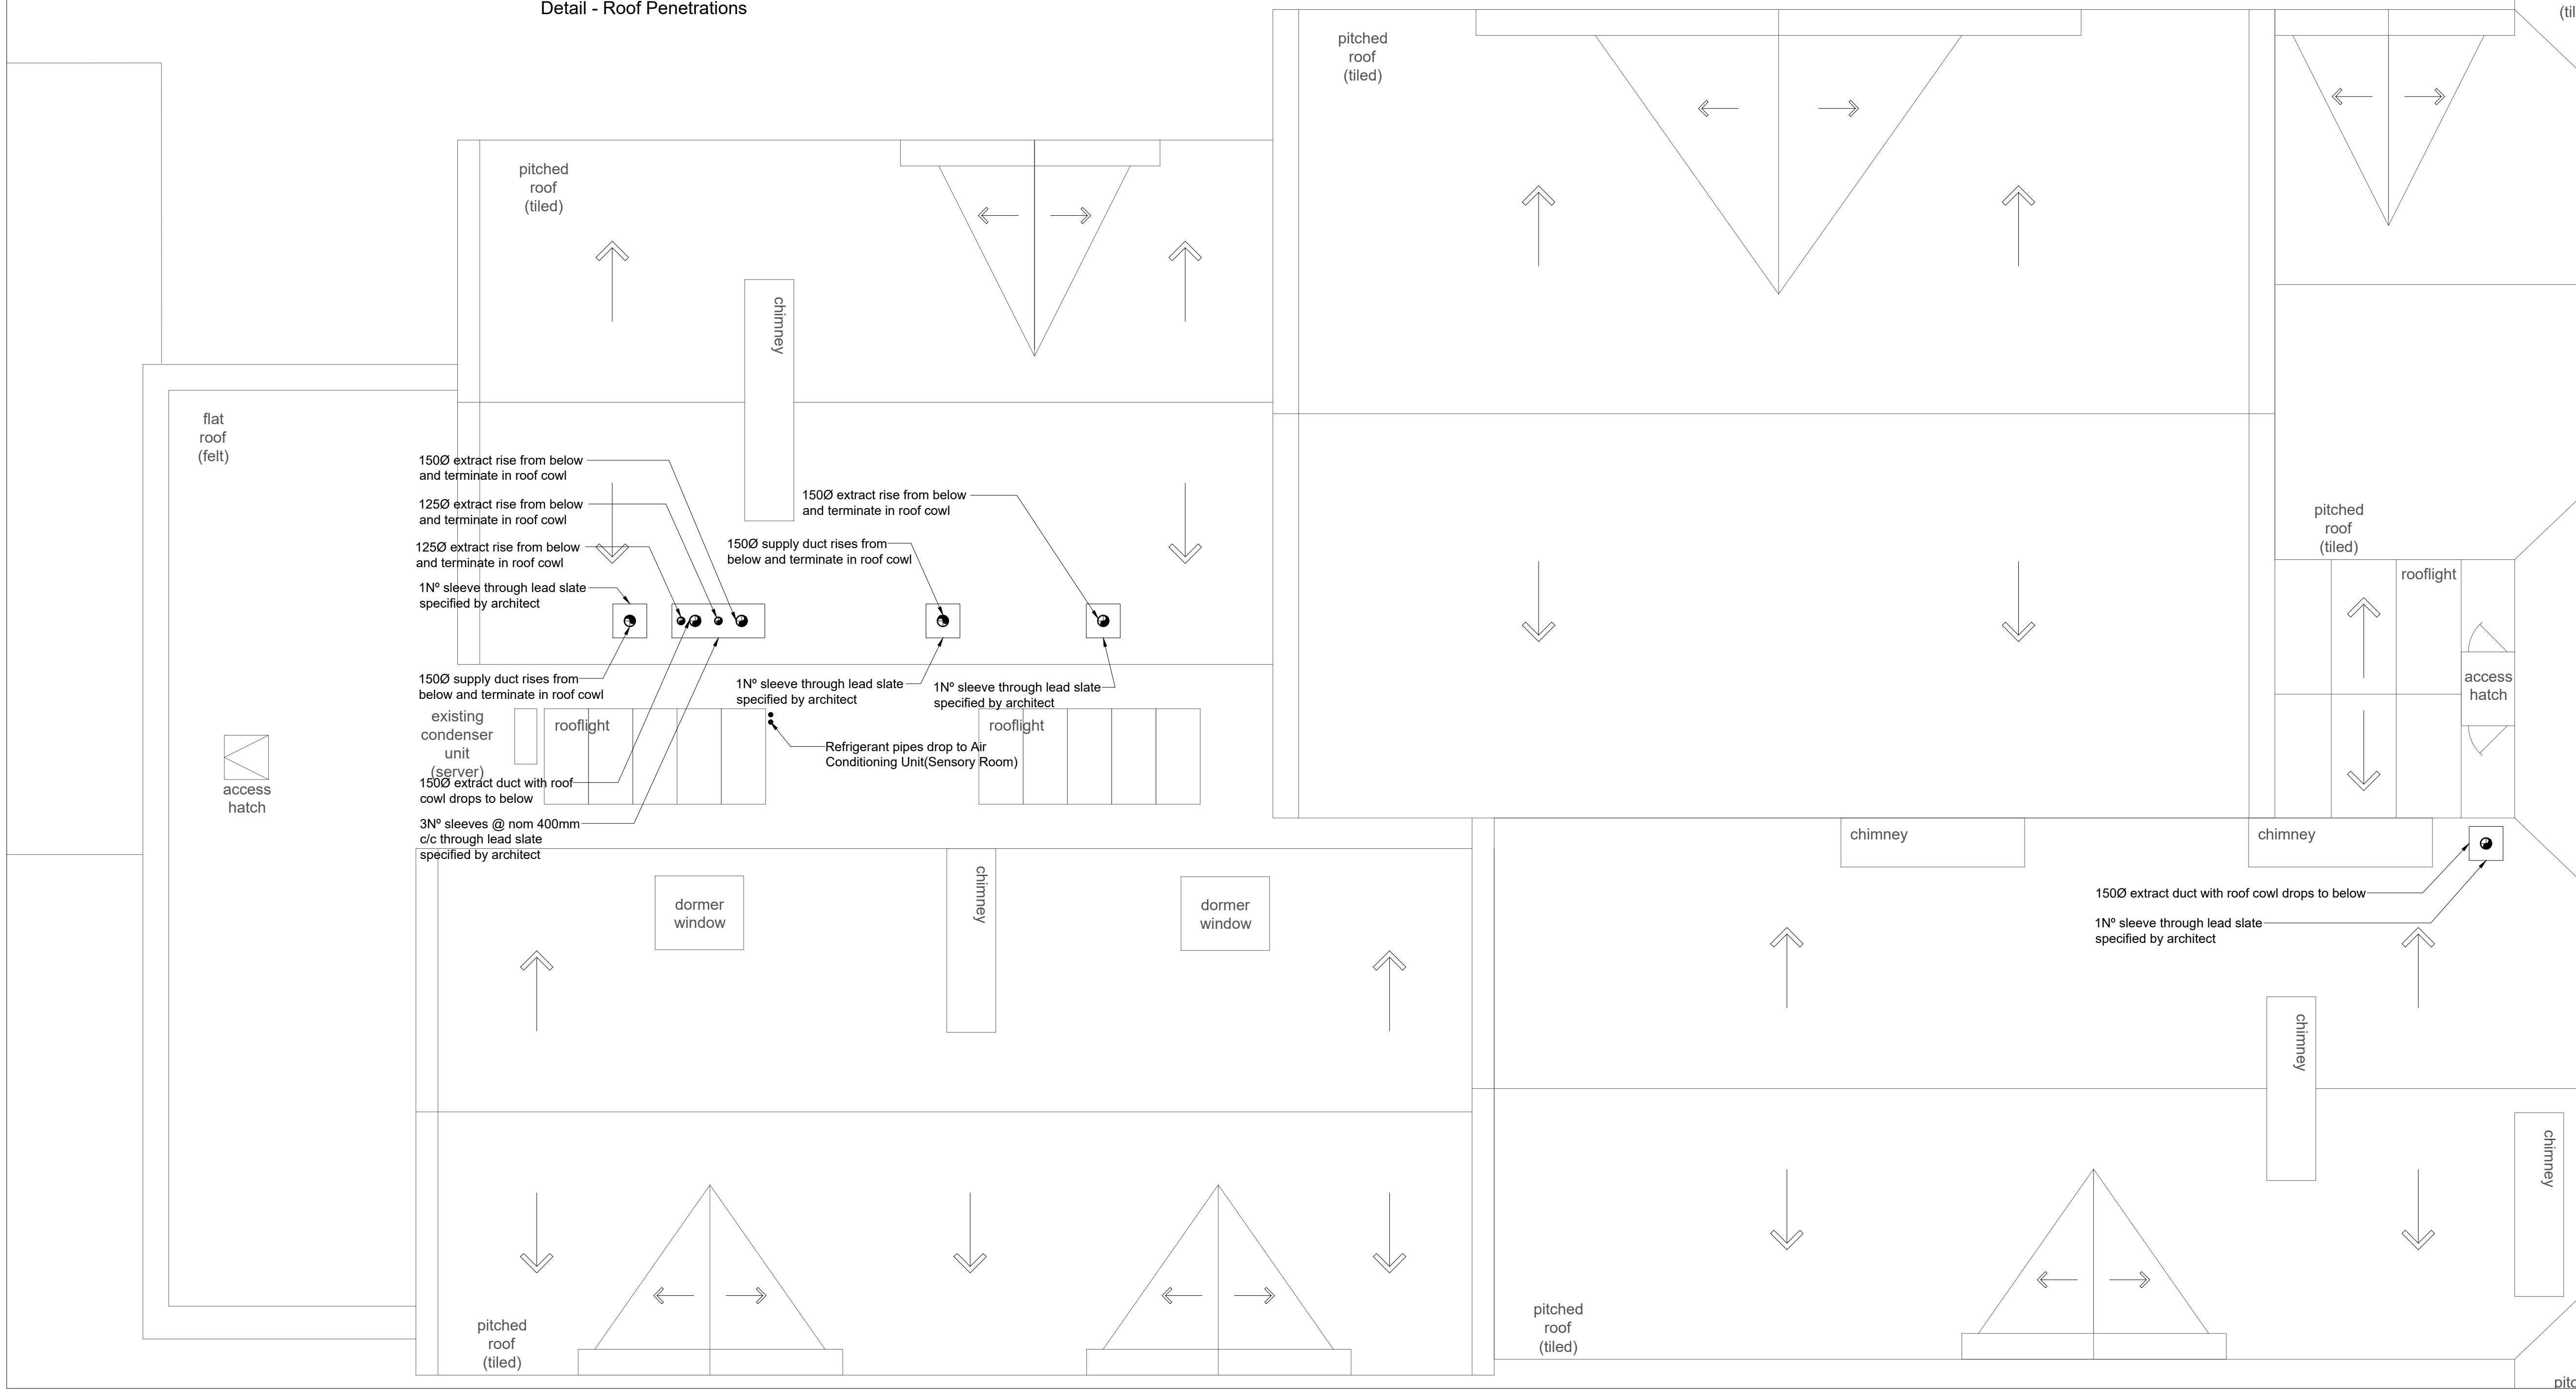 Detail - Roof Penetrations
pitched
roof
(tiled)
pitched
roof
(tiled)
chimney
flat
roof
(felt)
150Ø extract rise from below
and terminate in roof cowl
125Ø extract rise from below
and terminate in roof cowl
125Ø extract rise from below
and terminate in roof cowl
1Nº sleeve through lead slate
specified by architect
150Ø extract rise from below
and terminate in roof cowl
150Ø supply duct rises from
below and terminate in roof cowl
pitched
roof
(tiled)
rooflight
access
hatch
150Ø supply duct rises from
below and terminate in roof cowl
1Nº sleeve through lead slate
specified by architect
1Nº sleeve through lead slate
specified by architect
existing
condenser
unit
(server)
rooflight
rooflight
Refrigerant pipes drop to Air
Conditioning Unit(Sensory Room)
access
hatch
150Ø extract duct with roof
cowl drops to below
3Nº sleeves @ nom 400mm
c/c through lead slate
specified by architect
chimney
chimney
dormer
window
chimney
dormer
window
150Ø extract duct with roof cowl drops to below
1Nº sleeve through lead slate
specified by architect
chimney
chimney
pitched
roof
(tiled)
pitched
roof
(tiled)